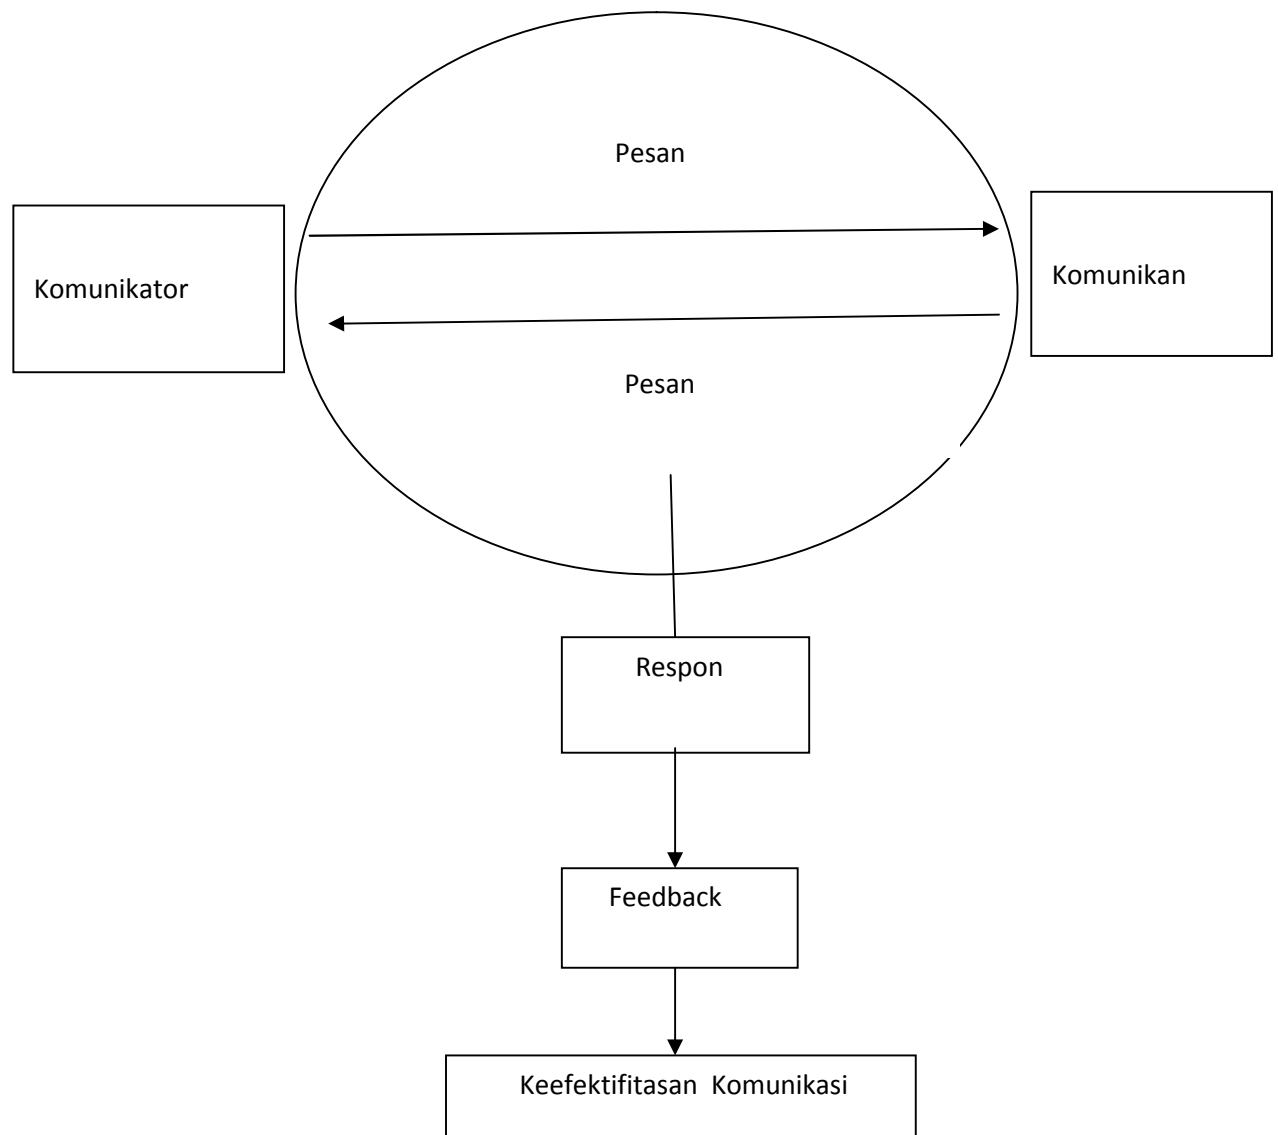 Pesan
Komunikator
Komunikan
Pesan
Respon
Feedback
Keefektifitasan Komunikasi